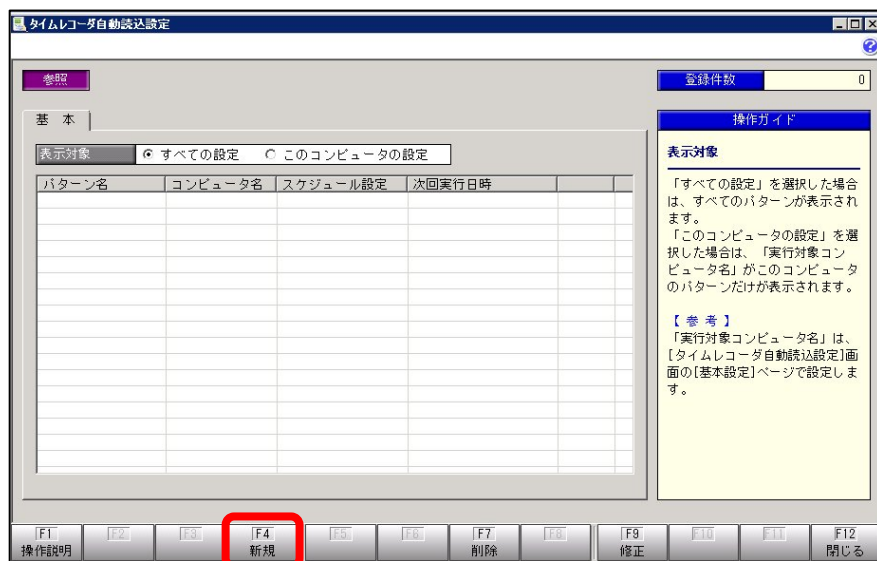 タイムレコーダ自動読込設定
参照
登録件数 0
基 本
操作ガイド
表示対象 すべての設定 このコンピュータの設定
パターン名 コンピュータ名 スケジュール設定 次回実行日時
表示対象
「すべての設定」を選択した場合
は、すべてのパターンが表示され
ます。
「このコンピュータの設定」を選
択した場合は、「実行対象コン
ピュータ名」がこのコンピュータ
のパターンだけが表示されます。
【 参 考 】
「実行対象コンピュータ名」は、
[タイムレコーダ自動読込設定]画
面の[基本設定]ページで設定しま
す。
F1 F2 F3 F4 F5 F6 F7 F8 F9 F10 F11 F12
操作説明 新規 削除 修正 閉じる